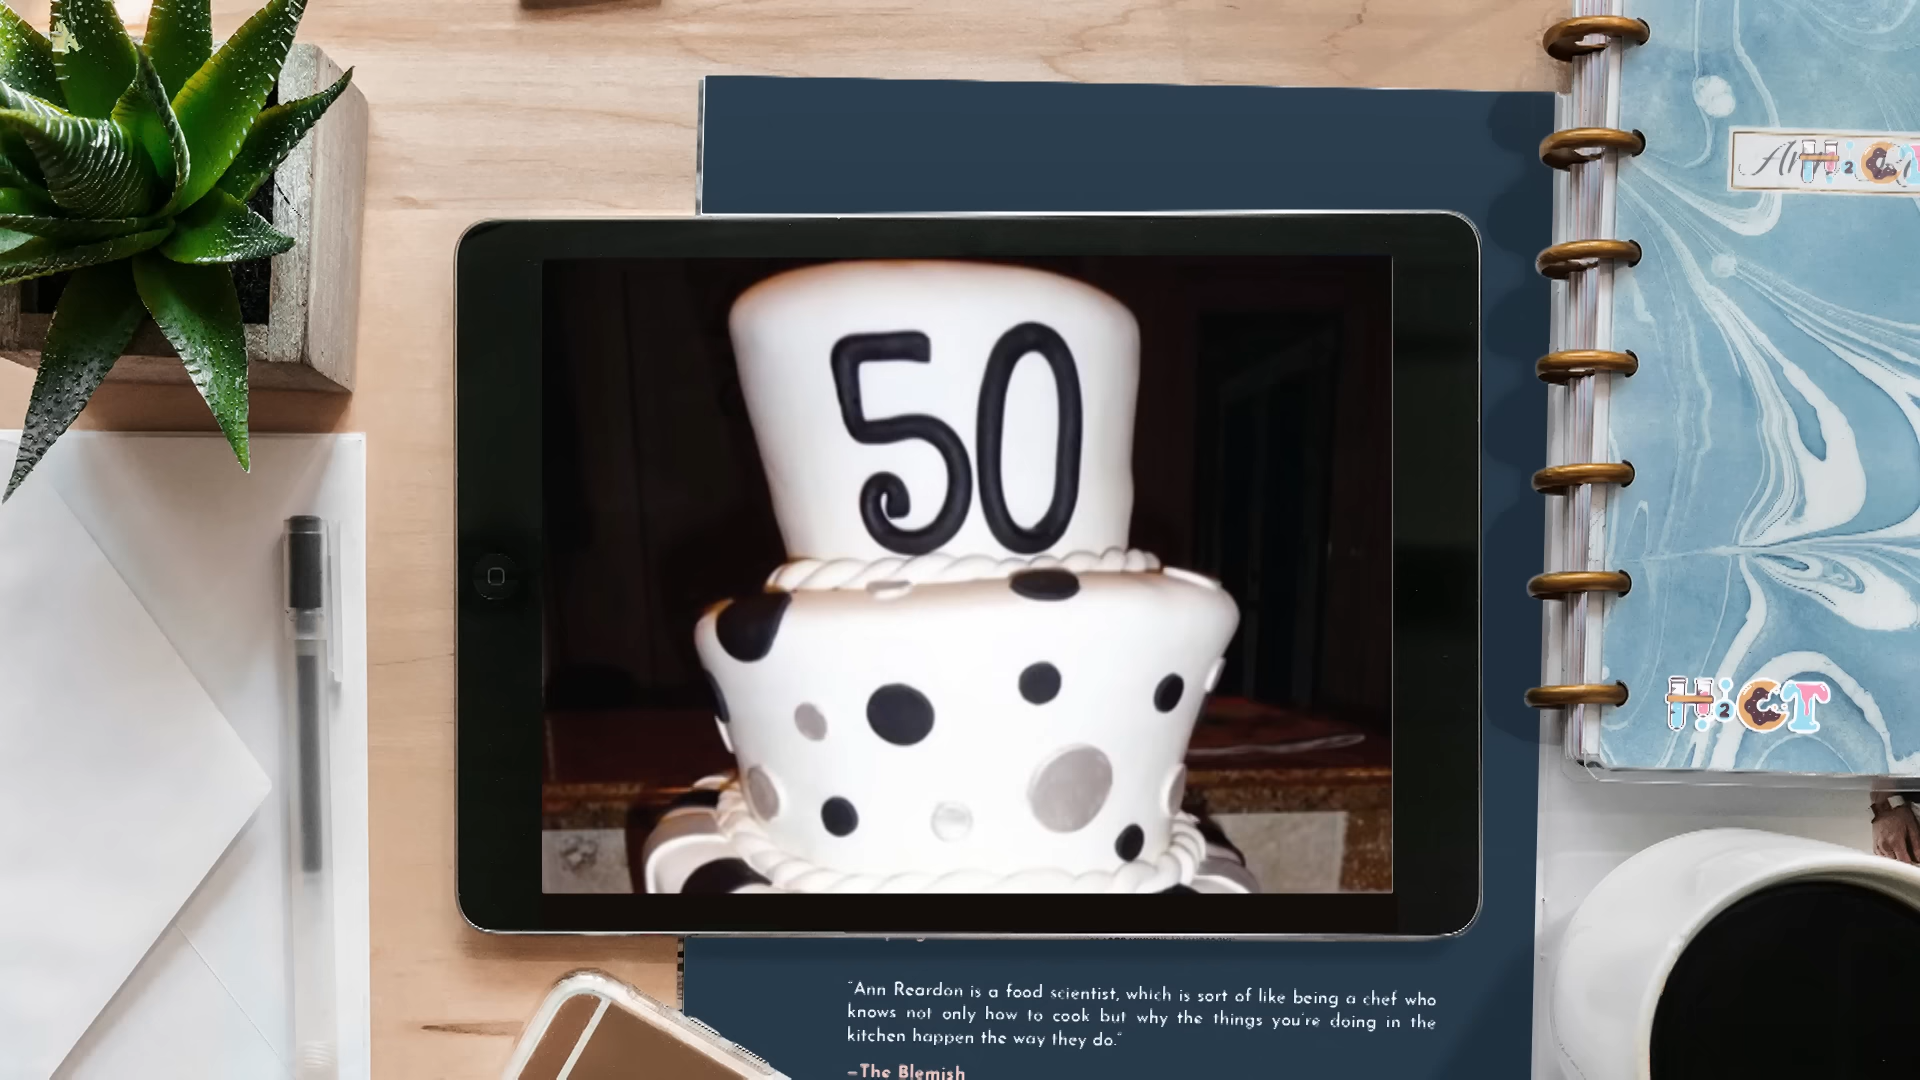 50
H2CT
"Ann Reardon is a food scientist, which is sort of like being a chef who
knows not only how to cook but why the things you're doing in the
kitchen happen the way they do."
—The Blemish